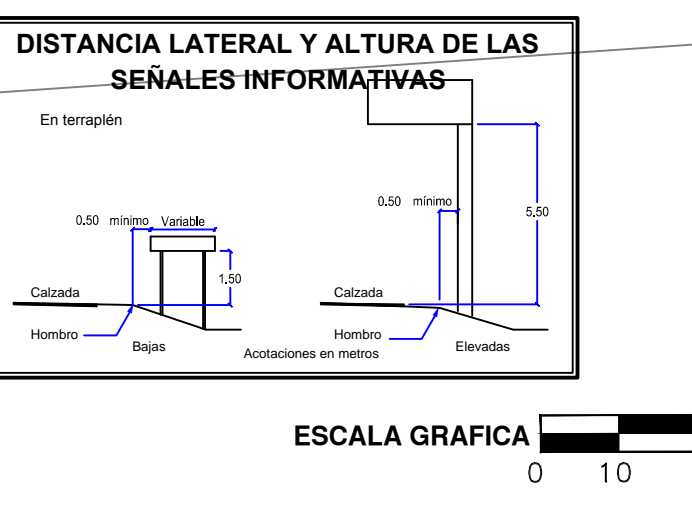 DISTANCIA LATERAL Y ALTURA DE LAS
SEÑALES INFORMATIVAS
En terraplén
0.50 mínimo Variable
1.50
Calzada
Hombro
Bajas
0.50 mínimo
5.50
Calzada
Hombro
Elevadas
Acotaciones en metros
ESCALA GRAFICA
0 10